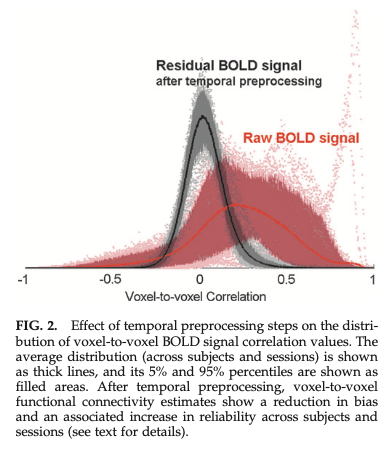 Residual BOLD signal
after temporal preprocessing
Raw BOLD signal
-1 -0.5 0 0.5 1
Voxel-to-voxel Correlation
FIG. 2. Effect of temporal preprocessing steps on the distri-
bution of voxel-to-voxel BOLD signal correlation values. The
average distribution (across subjects and sessions) is shown
as thick lines, and its 5% and 95% percentiles are shown as
filled areas. After temporal preprocessing, voxel-to-voxel
functional connectivity estimates show a reduction in bias
and an associated increase in reliability across subjects and
sessions (see text for details).